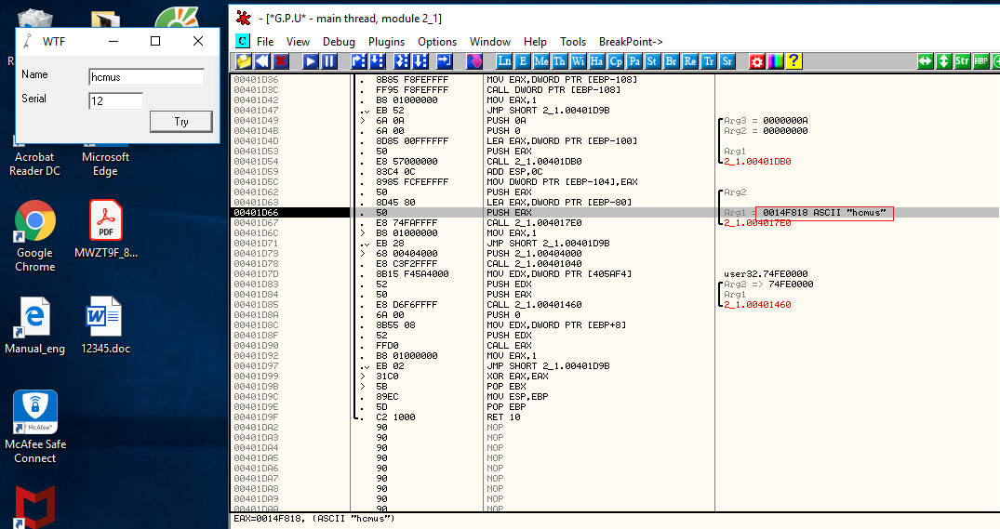 WTF
Name
hcmus
Serial
12
Try
Acrobat
Reader DC
Microsoft
Edge
Google
Chrome
PDF
MWZT9F_8...
Manual_eng
12345.doc
McAfee
McAfee Safe
Connect
- [*G.P.U* - main thread, module 2_1]
C File View Debug Plugins Options Window Help Tools BreakPoint->
Ln E Me Th Wi Ha Cp Pa St Br Re Tr Sr ? Str HBP
00401D36 . 8B85 F8FEFFFF MOV EAX,DWORD PTR [EBP-108]
00401D3C . FF95 F8FEFFFF CALL DWORD PTR [EBP-108]
00401D42 . B8 01000000 MOV EAX,1
00401D47 . EB 52 JMP SHORT 2_1.00401D9B
00401D49 > 6A 0A PUSH 0A Arg3 = 0000000A
00401D4B . 6A 00 PUSH 0 Arg2 = 00000000
00401D4D . 8D85 00FFFFFF LEA EAX,DWORD PTR [EBP-100]
00401D53 . 50 PUSH EAX Arg1
00401D54 . E8 57000000 CALL 2_1.00401DB0 2_1.00401DB0
00401D59 . 83C4 0C ADD ESP,0C
00401D5C . 8985 FCFEFFFF MOV DWORD PTR [EBP-104],EAX
00401D62 . 50 PUSH EAX Arg2
00401D63 . 8D45 80 LEA EAX,DWORD PTR [EBP-80]
00401D66 . 50 PUSH EAX Arg1 = 0014F818 ASCII "hcmus"
00401D67 . E8 74FAFFFF CALL 2_1.004017E0 2_1.004017E0
00401D6C > B8 01000000 MOV EAX,1
00401D71 . EB 28 JMP SHORT 2_1.00401D9B
00401D73 > 68 00404000 PUSH 2_1.00404000
00401D78 . E8 C3F2FFFF CALL 2_1.00401040
00401D7D . 8B15 F45A4000 MOV EDX,DWORD PTR [405AF4] user32.74FE0000
00401D83 . 52 PUSH EDX Arg2 => 74FE0000
00401D84 . 50 PUSH EAX Arg1
00401D85 . E8 D6F6FFFF CALL 2_1.00401460 2_1.00401460
00401D8A . 6A 00 PUSH 0
00401D8C . 8B55 08 MOV EDX,DWORD PTR [EBP+8]
00401D8F . 52 PUSH EDX
00401D90 . FFD0 CALL EAX
00401D92 . B8 01000000 MOV EAX,1
00401D97 . EB 02 JMP SHORT 2_1.00401D9B
00401D99 > 31C0 XOR EAX,EAX
00401D9B > 5B POP EBX
00401D9C . 89EC MOV ESP,EBP
00401D9E . 5D POP EBP
00401D9F . C2 1000 RET 10
00401DA2 90 NOP
00401DA3 90 NOP
00401DA4 90 NOP
00401DA5 90 NOP
00401DA6 90 NOP
00401DA7 90 NOP
00401DA8 90 NOP
00401DA9 90 NOP
00401DAA 90 NOP
EAX=0014F818, (ASCII "hcmus")